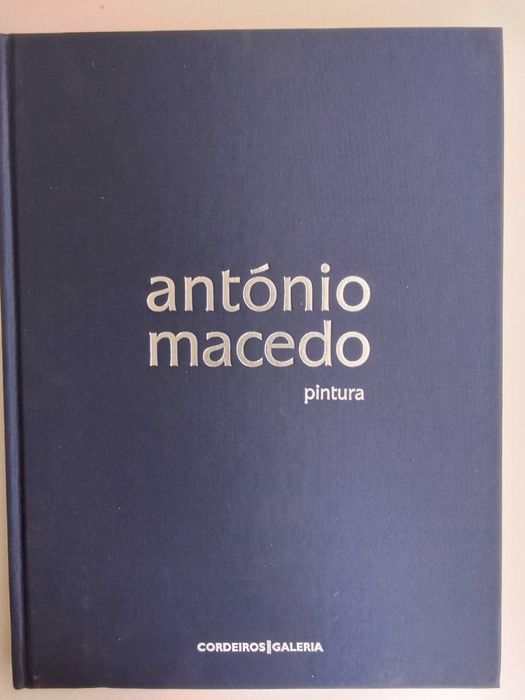 antónio
macedo
pintura
CORDEIROS|GALERIA